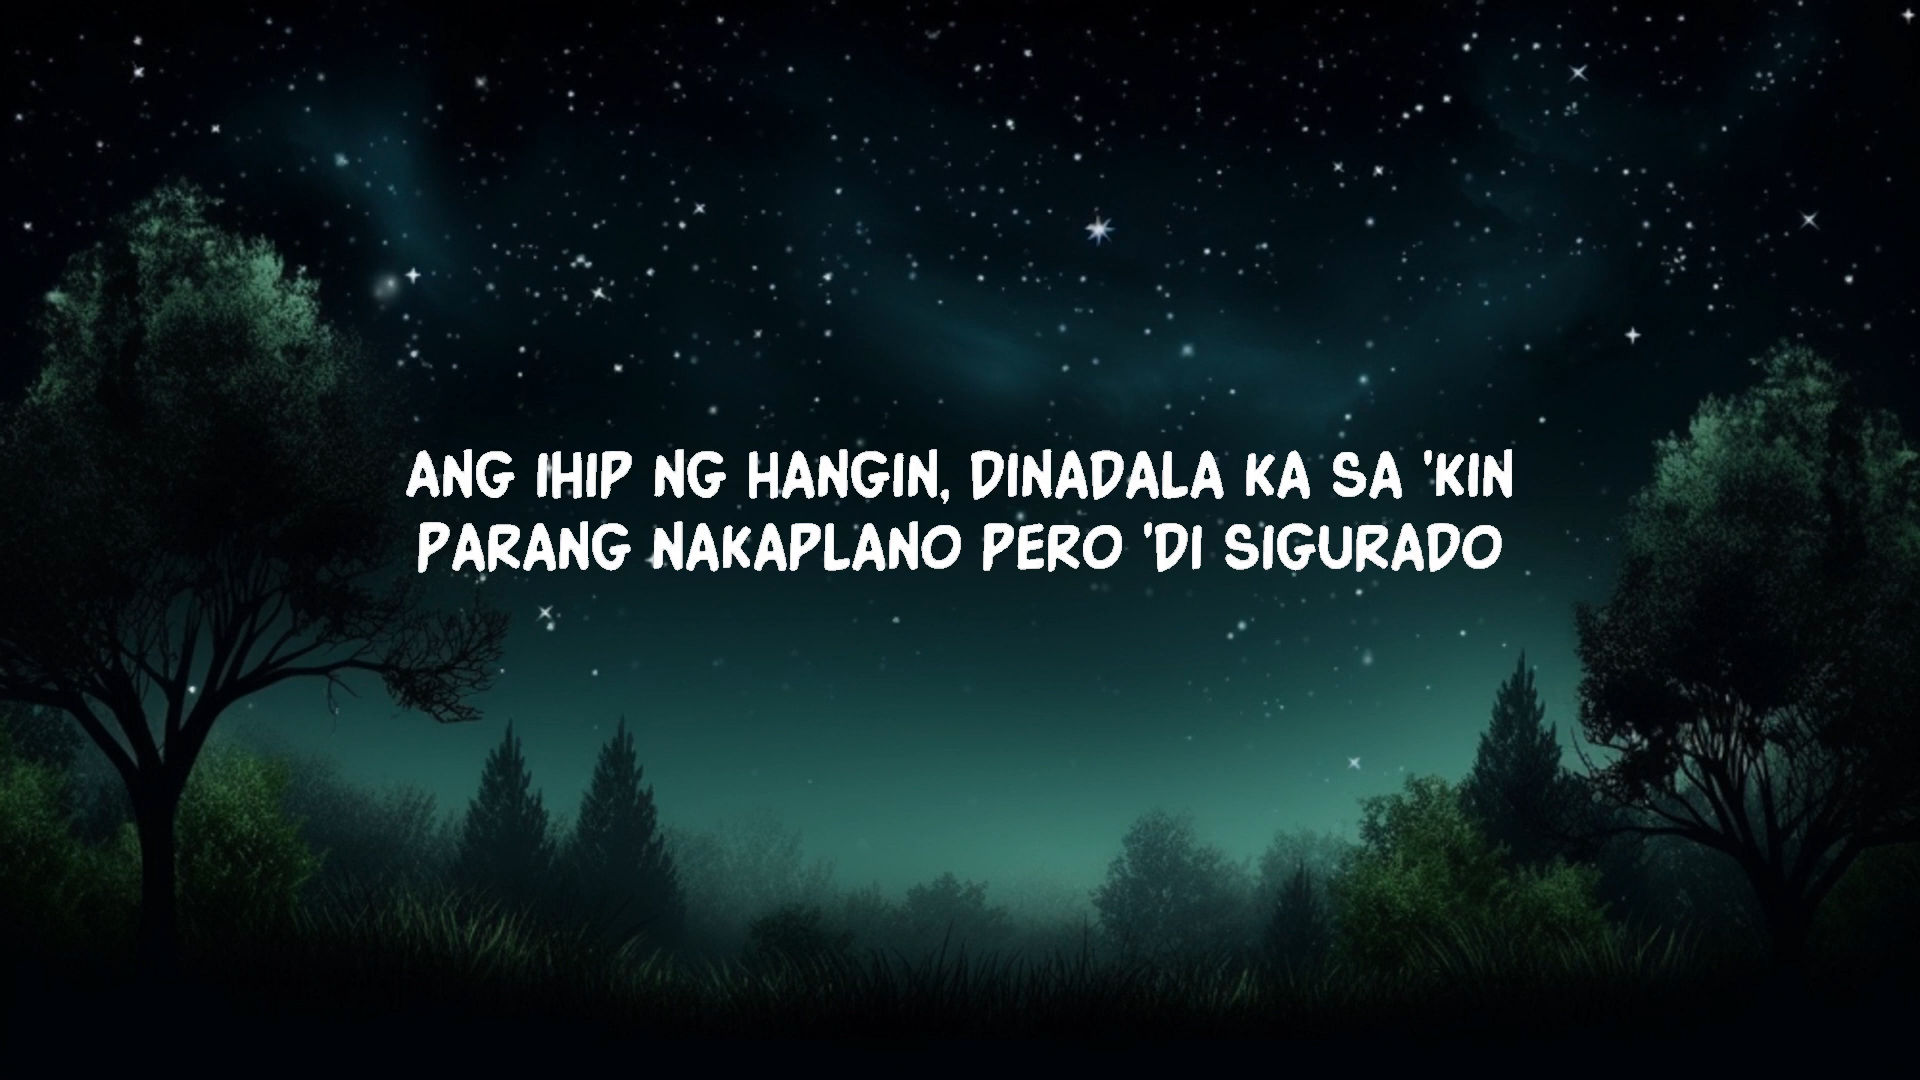 ANG IHIP NG HANGIN, DINADALA KA SA 'KIN
PARANG NAKAPLANO PERO 'DI SIGURADO